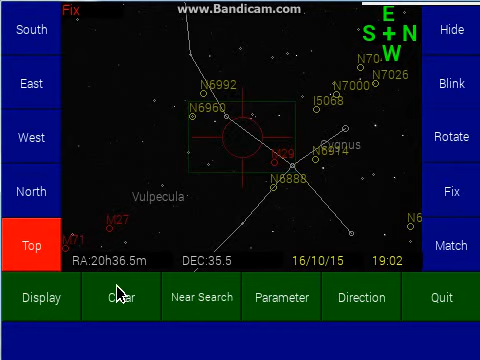 www.Bandicam.com
Fix
South
East
West
North
Top
E
S + N
W
Hide
Blink
Rotate
Fix
Match
N6992
N6960
N70
N7000
N7026
I5068
Cygnus
M29
N6914
N6888
Vulpecula
M27
M71
N6
RA:20h36.5m
DEC:35.5
16/10/15
19:02
Display
Clear
Near Search
Parameter
Direction
Quit